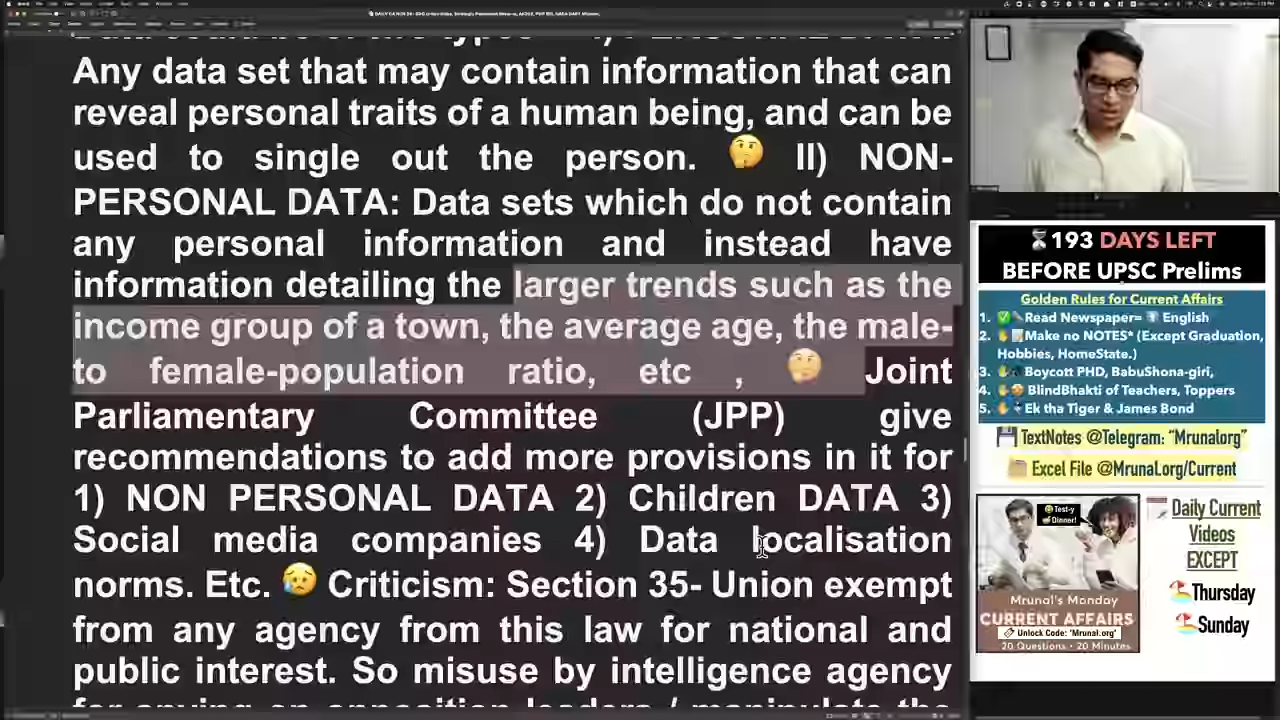 Any data set that may contain information that can
reveal personal traits of a human being, and can be
used to single out the person. 🤔 II) NON-
PERSONAL DATA: Data sets which do not contain
any personal information and instead have
information detailing the larger trends such as the
income group of a town, the average age, the male-
to female-population ratio, etc , 🤔 Joint
Parliamentary Committee (JPP) give
recommendations to add more provisions in it for
1) NON PERSONAL DATA 2) Children DATA 3)
Social media companies 4) Data localisation
norms. Etc. 😥 Criticism: Section 35- Union exempt
from any agency from this law for national and
public interest. So misuse by intelligence agency
⏳193 DAYS LEFT
BEFORE UPSC Prelims
Golden Rules for Current Affairs
1. Read Newspaper= English
2. Make no NOTES* (Except Graduation,
Hobbies, HomeState.)
3. Boycott PHD, BabuShona-giri,
4. BlindBhakti of Teachers, Toppers
5. Ek tha Tiger & James Bond
TextNotes @Telegram: "Mrunalorg"
Excel File @Mrunal.org/Current
Test-y
Dinner!
Mrunal's Monday
CURRENT AFFAIRS
Unlock Code: 'Mrunal.org'
20 Questions • 20 Minutes
Daily Current
Videos
EXCEPT
Thursday
Sunday